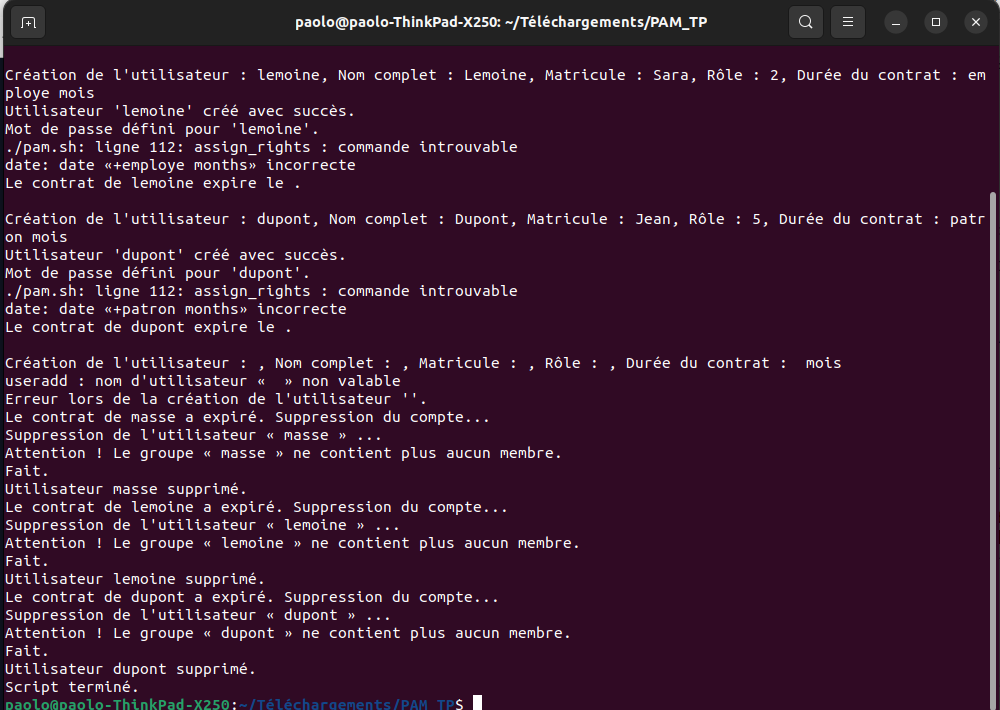 paolo@paolo-ThinkPad-X250: ~/Téléchargements/PAM_TP
Création de l'utilisateur : lemoine, Nom complet : Lemoine, Matricule : Sara, Rôle : 2, Durée du contrat : em
ploye mois
Utilisateur 'lemoine' créé avec succès.
Mot de passe défini pour 'lemoine'.
./pam.sh: ligne 112: assign_rights : commande introuvable
date: date «+employe months» incorrecte
Le contrat de lemoine expire le .
Création de l'utilisateur : dupont, Nom complet : Dupont, Matricule : Jean, Rôle : 5, Durée du contrat : patr
on mois
Utilisateur 'dupont' créé avec succès.
Mot de passe défini pour 'dupont'.
./pam.sh: ligne 112: assign_rights : commande introuvable
date: date «+patron months» incorrecte
Le contrat de dupont expire le .
Création de l'utilisateur : , Nom complet : , Matricule : , Rôle : , Durée du contrat :  mois
useradd : nom d'utilisateur «  » non valable
Erreur lors de la création de l'utilisateur ''.
Le contrat de masse a expiré. Suppression du compte...
Suppression de l'utilisateur « masse » ...
Attention ! Le groupe « masse » ne contient plus aucun membre.
Fait.
Utilisateur masse supprimé.
Le contrat de lemoine a expiré. Suppression du compte...
Suppression de l'utilisateur « lemoine » ...
Attention ! Le groupe « lemoine » ne contient plus aucun membre.
Fait.
Utilisateur lemoine supprimé.
Le contrat de dupont a expiré. Suppression du compte...
Suppression de l'utilisateur « dupont » ...
Attention ! Le groupe « dupont » ne contient plus aucun membre.
Fait.
Utilisateur dupont supprimé.
Script terminé.
paolo@paolo-ThinkPad-X250:~/Téléchargements/PAM_TP$